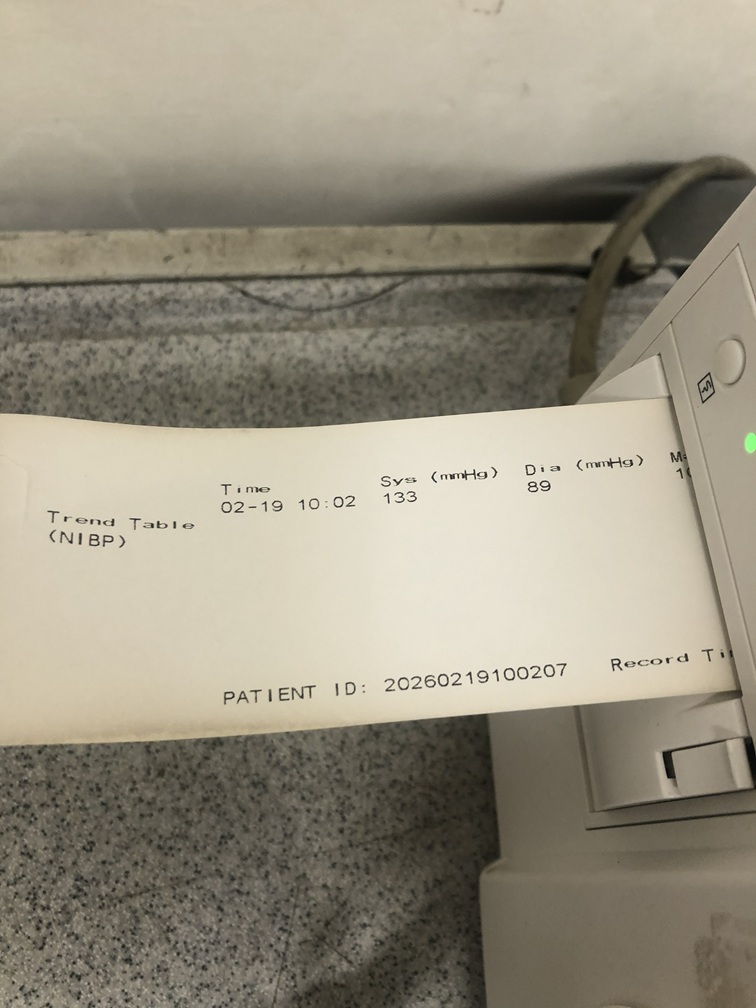 Time Sys (mmHg) Dia (mmHg)
02-19 10:02 133 89
Trend Table
(NIBP)
PATIENT ID: 20260219100207 Record